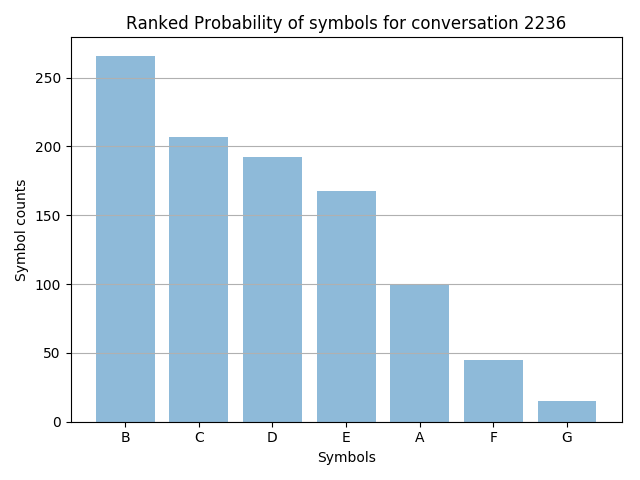 Ranked Probability of symbols for conversation 2236
250
200
150
100
50
0
Symbol counts
B C D E A F G
Symbols